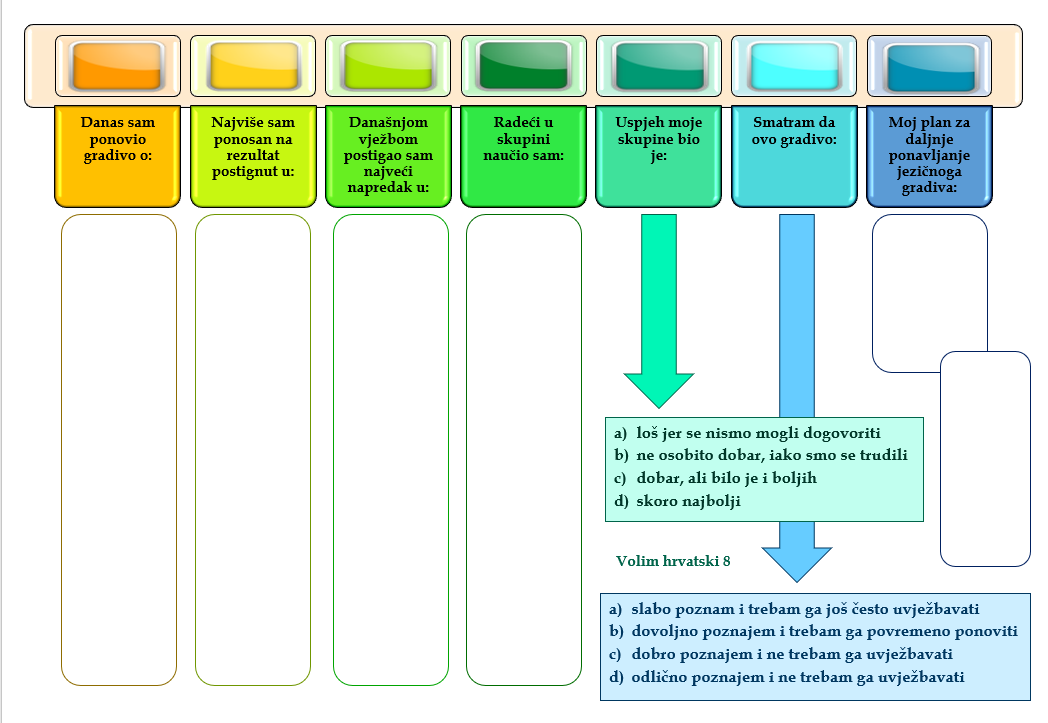 Danas sam
ponovio
gradivo o:
Najviše sam
ponosan na
rezultat
postignut u:
Današnjom
vježbom
postigao sam
najveći
napredak u:
Radeći u
skupini
naučio sam:
Uspjeh moje
skupine bio
je:
Smatram da
ovo gradivo:
Moj plan za
daljnje
ponavljanje
jezičnoga
gradiva:
a) loš jer se nismo mogli dogovoriti
b) ne osobito dobar, iako smo se trudili
c) dobar, ali bilo je i boljih
d) skoro najbolji
Volim hrvatski 8
a) slabo poznam i trebam ga još često uvježbavati
b) dovoljno poznajem i trebam ga povremeno ponoviti
c) dobro poznajem i ne trebam ga uvježbavati
d) odlično poznajem i ne trebam ga uvježbavati